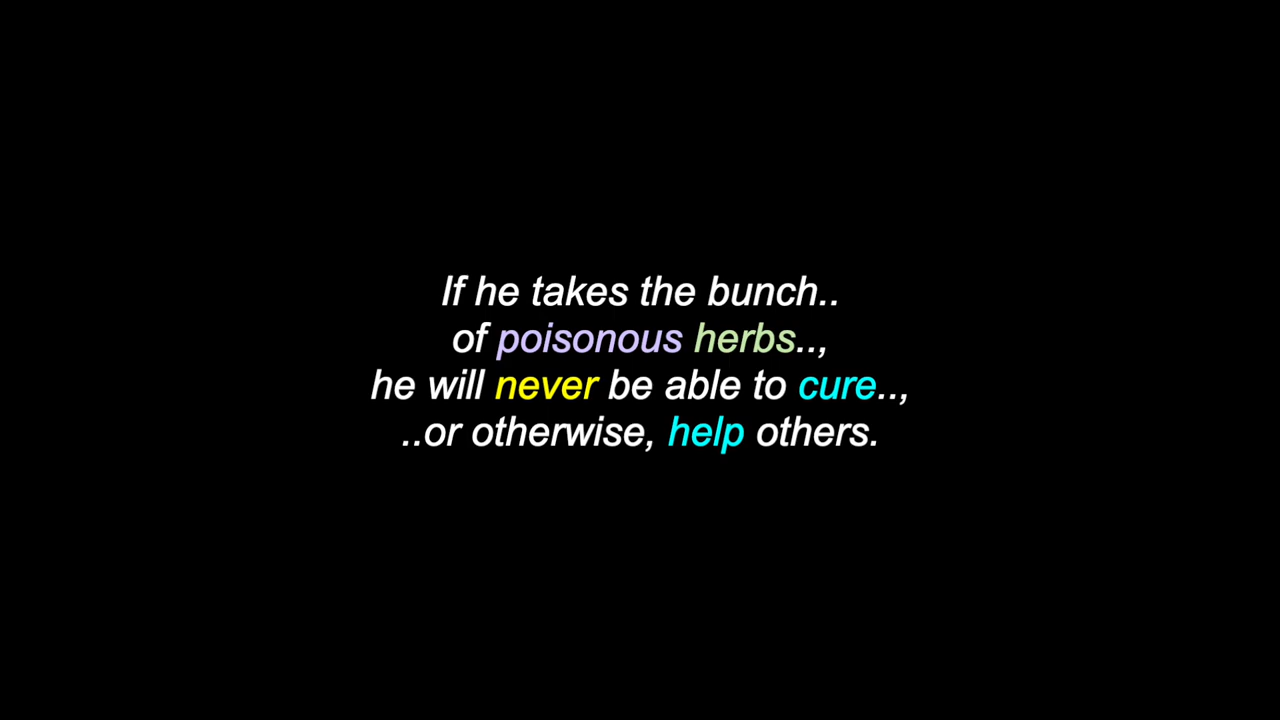 If he takes the bunch..
of poisonous herbs..,
he will never be able to cure..,
..or otherwise, help others.